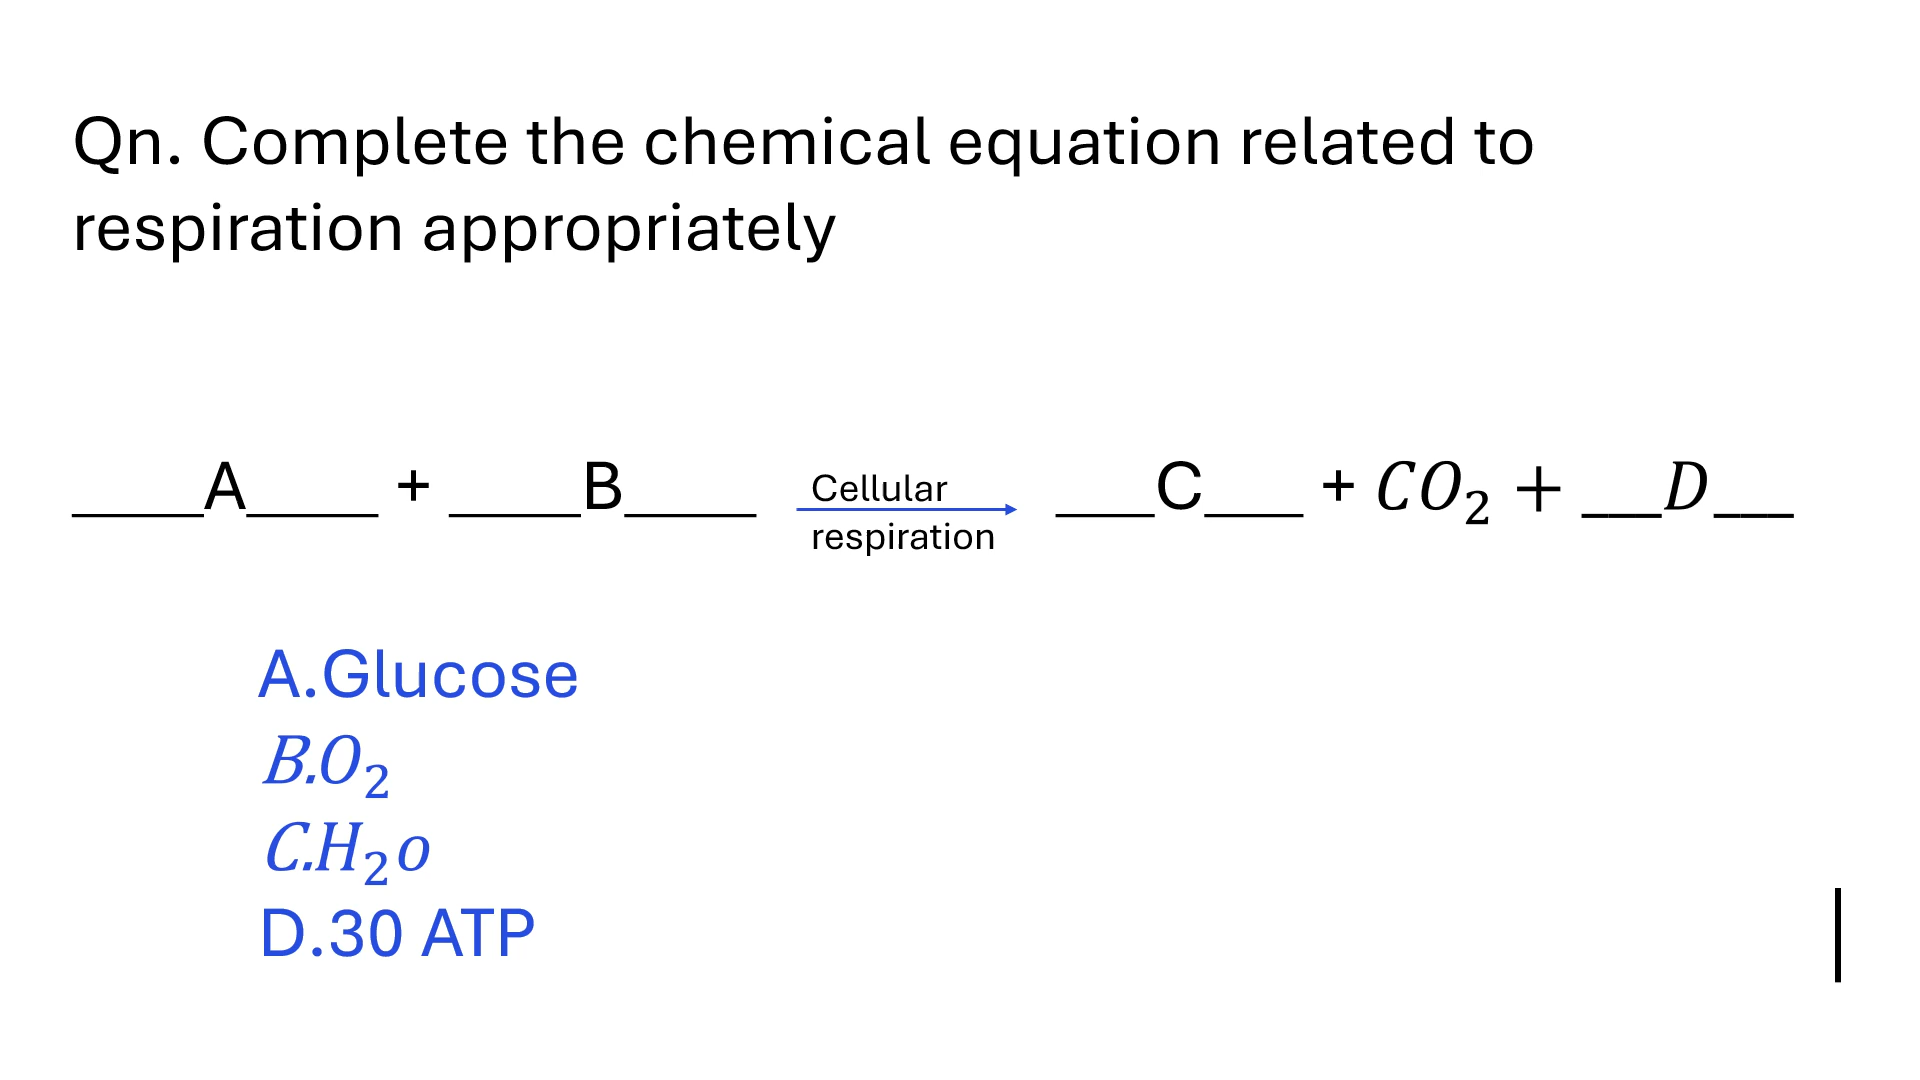 Qn. Complete the chemical equation related to
respiration appropriately
____A____ + ____B____ Cellular respiration ___C___ + CO₂ + ___D___
A.Glucose
B.O₂
C.H₂o
D.30 ATP